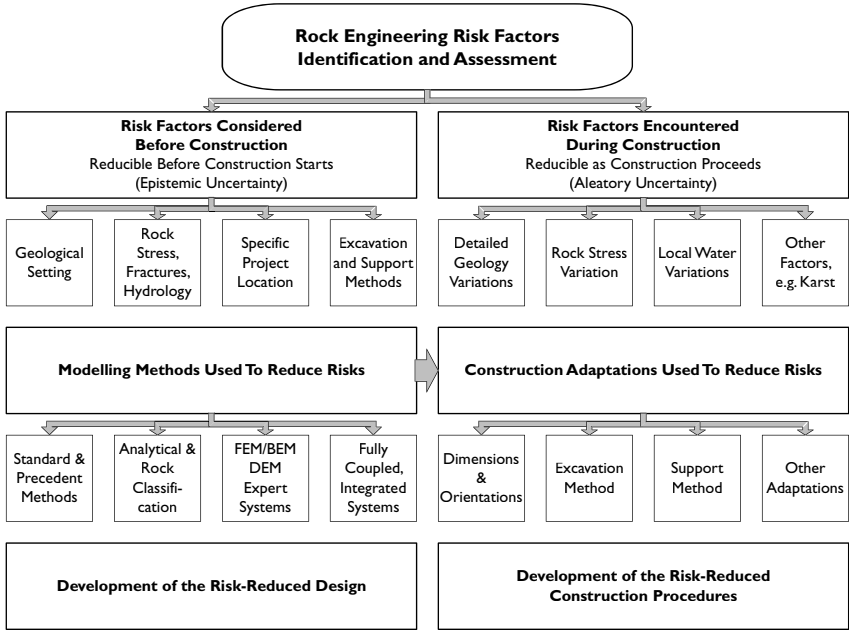 Rock Engineering Risk Factors
Identification and Assessment
Risk Factors Considered
Before Construction
Reducible Before Construction Starts
(Epistemic Uncertainty)
Risk Factors Encountered
During Construction
Reducible as Construction Proceeds
(Aleatory Uncertainty)
Geological
Setting
Rock
Stress,
Fractures,
Hydrology
Specific
Project
Location
Excavation
and Support
Methods
Detailed
Geology
Variations
Rock Stress
Variation
Local Water
Variations
Other
Factors,
e.g. Karst
Modelling Methods Used To Reduce Risks
Construction Adaptations Used To Reduce Risks
Standard &
Precedent
Methods
Analytical &
Rock
Classifi-
cation
FEM/BEM
DEM
Expert
Systems
Fully
Coupled,
Integrated
Systems
Dimensions
&
Orientations
Excavation
Method
Support
Method
Other
Adaptations
Development of the Risk-Reduced Design
Development of the Risk-Reduced
Construction Procedures